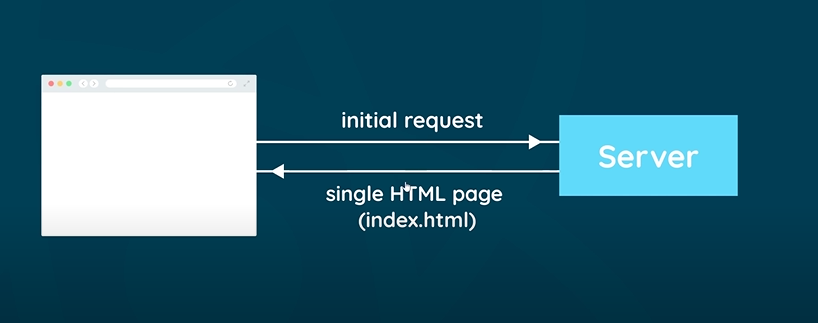 initial request
Server
single HTML page
(index.html)